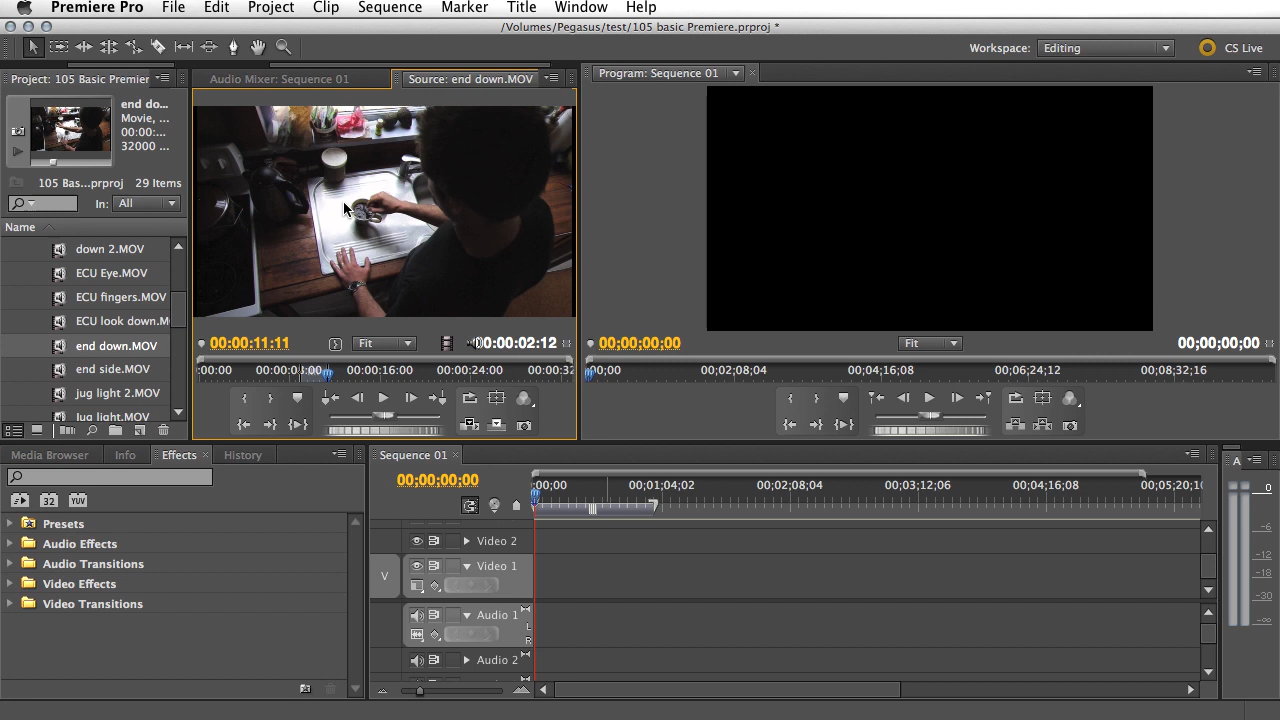 Premiere Pro File Edit Project Clip Sequence Marker Title Window Help
/Volumes/Pegasus/test/105 basic Premiere.prproj *
Workspace: Editing CS Live
Project: 105 Basic Premier
Audio Mixer: Sequence 01
Source: end down.MOV
Program: Sequence 01
end do...
Movie, ...
00:00:...
32000 ...
105 Bas...prproj 29 Items
In: All
Name
down 2.MOV
ECU Eye.MOV
ECU fingers.MOV
ECU look down.M
end down.MOV
end side.MOV
jug light 2.MOV
Jug light.MOV
00:00:11:11 Fit 00:00:02:12
:00:00 00:00:16:00 00:00:24:00 00:00:32
00;00;00;00 Fit 00;00;00;00
00;00 00;02;08;04 00;04;16;08 00;06;24;12 00;08;32;16
Media Browser Info Effects × History
32 YUV
Presets
Audio Effects
Audio Transitions
Video Effects
Video Transitions
Sequence 01 ×
00;00;00;00
;00;00 00;01;04;02 00;02;08;04 00;03;12;06 00;04;16;08 00;05;20;10
Video 2
V Video 1
Audio 1
L
R
Audio 2
A
0
-6
-12
-18
-30
-∞